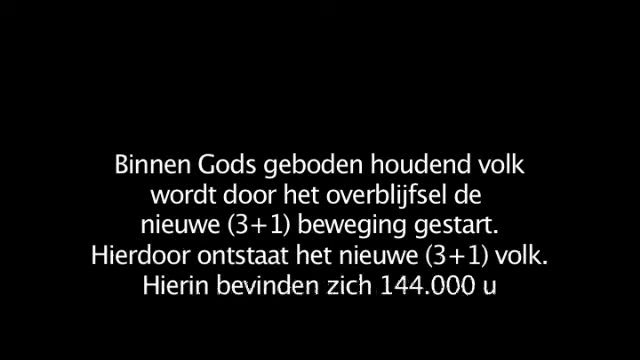 Binnen Gods geboden houdend volk
wordt door het overblijfsel de
nieuwe (3+1) beweging gestart.
Hierdoor ontstaat het nieuwe (3+1) volk.
Hierin bevinden zich 144.000 u